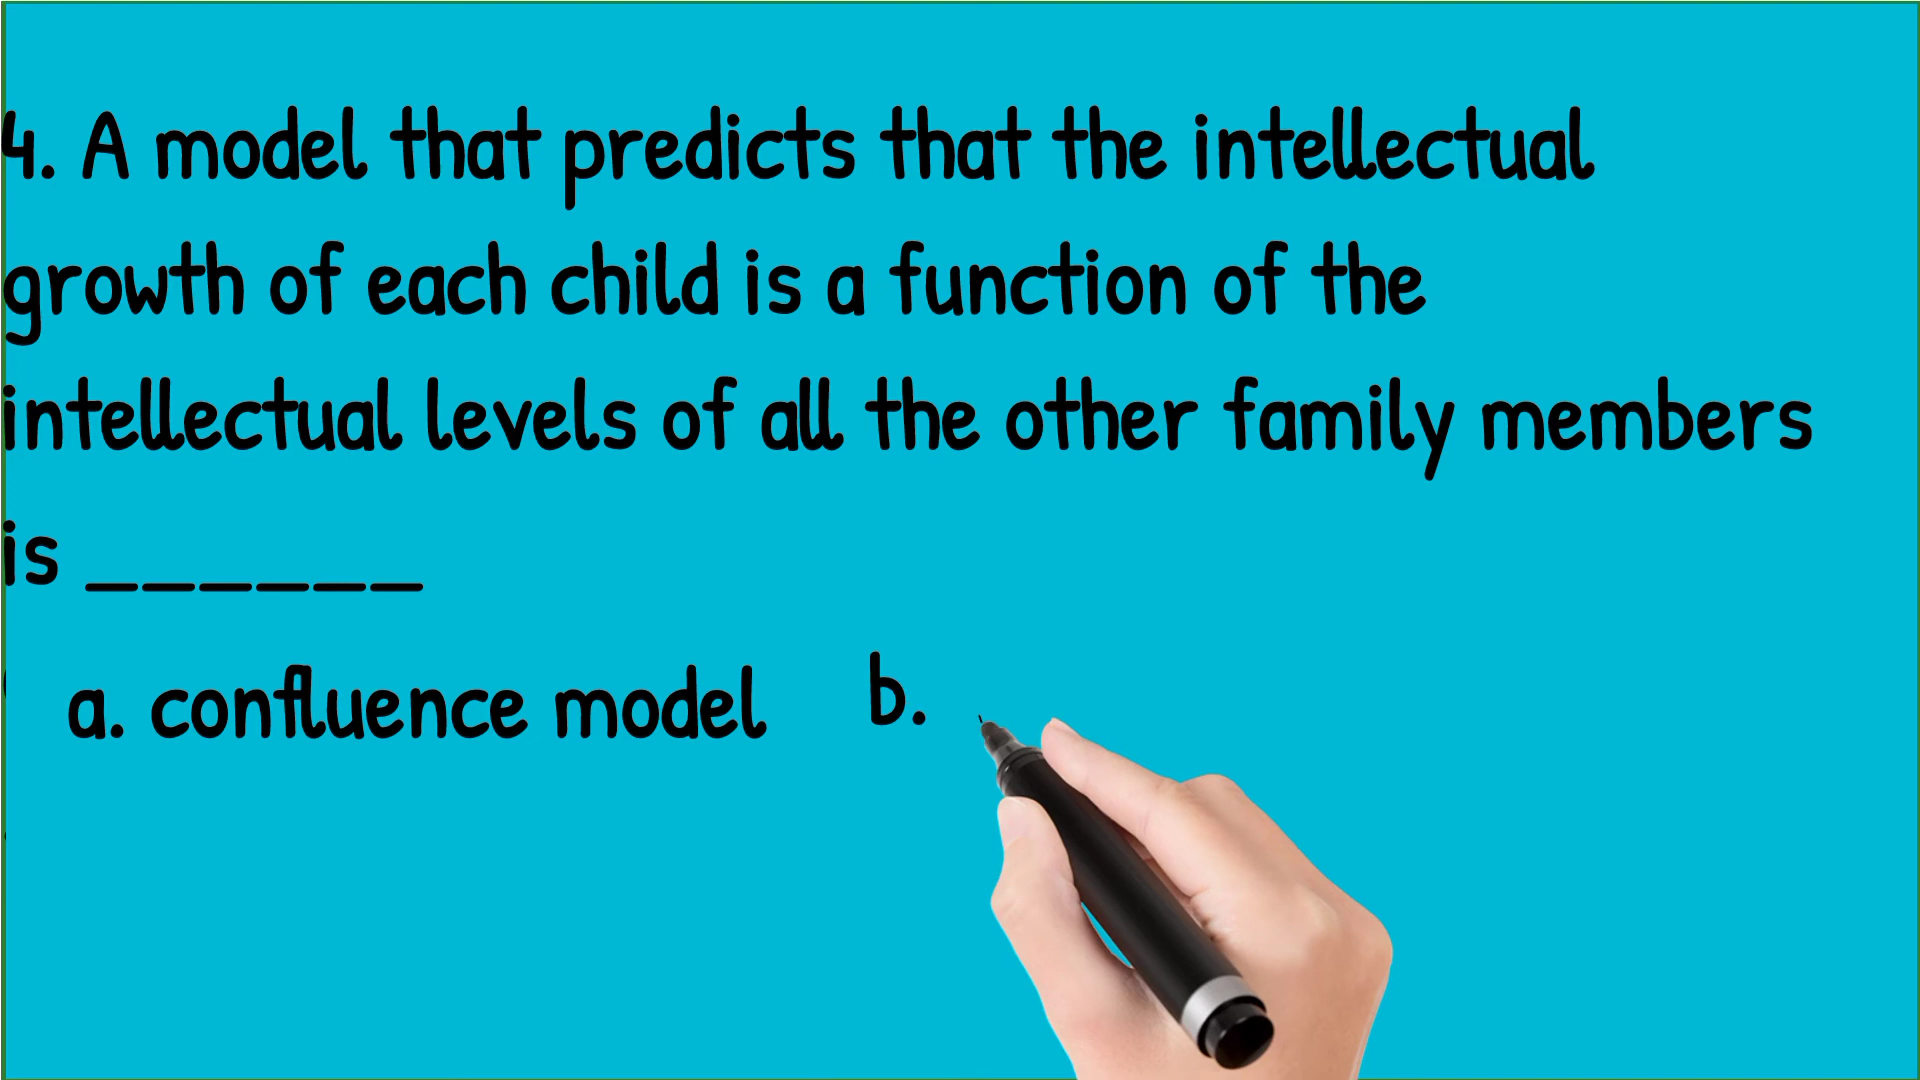 4. A model that predicts that the intellectual
growth of each child is a function of the
intellectual levels of all the other family members
is ______
a. confluence model b.